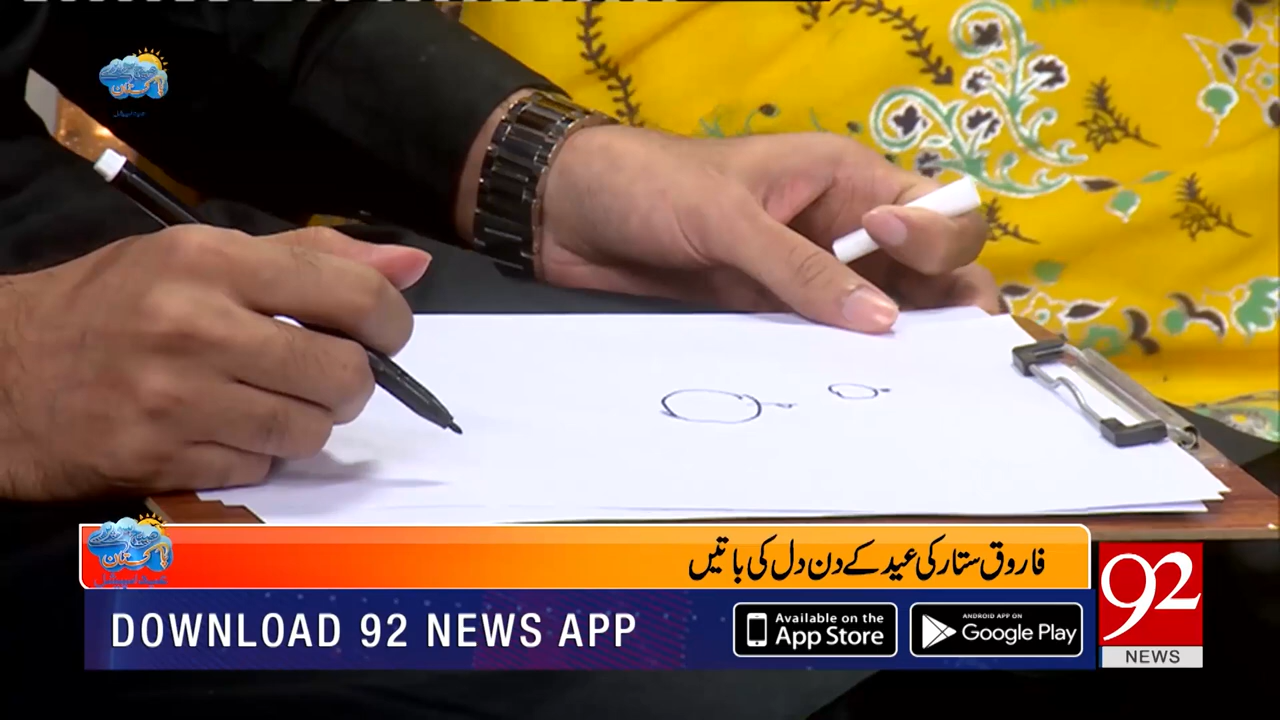 فاروق ستار کی عید کے دن دل کی باتیں
DOWNLOAD 92 NEWS APP
Available on the
App Store
ANDROID APP ON
Google Play
92
NEWS